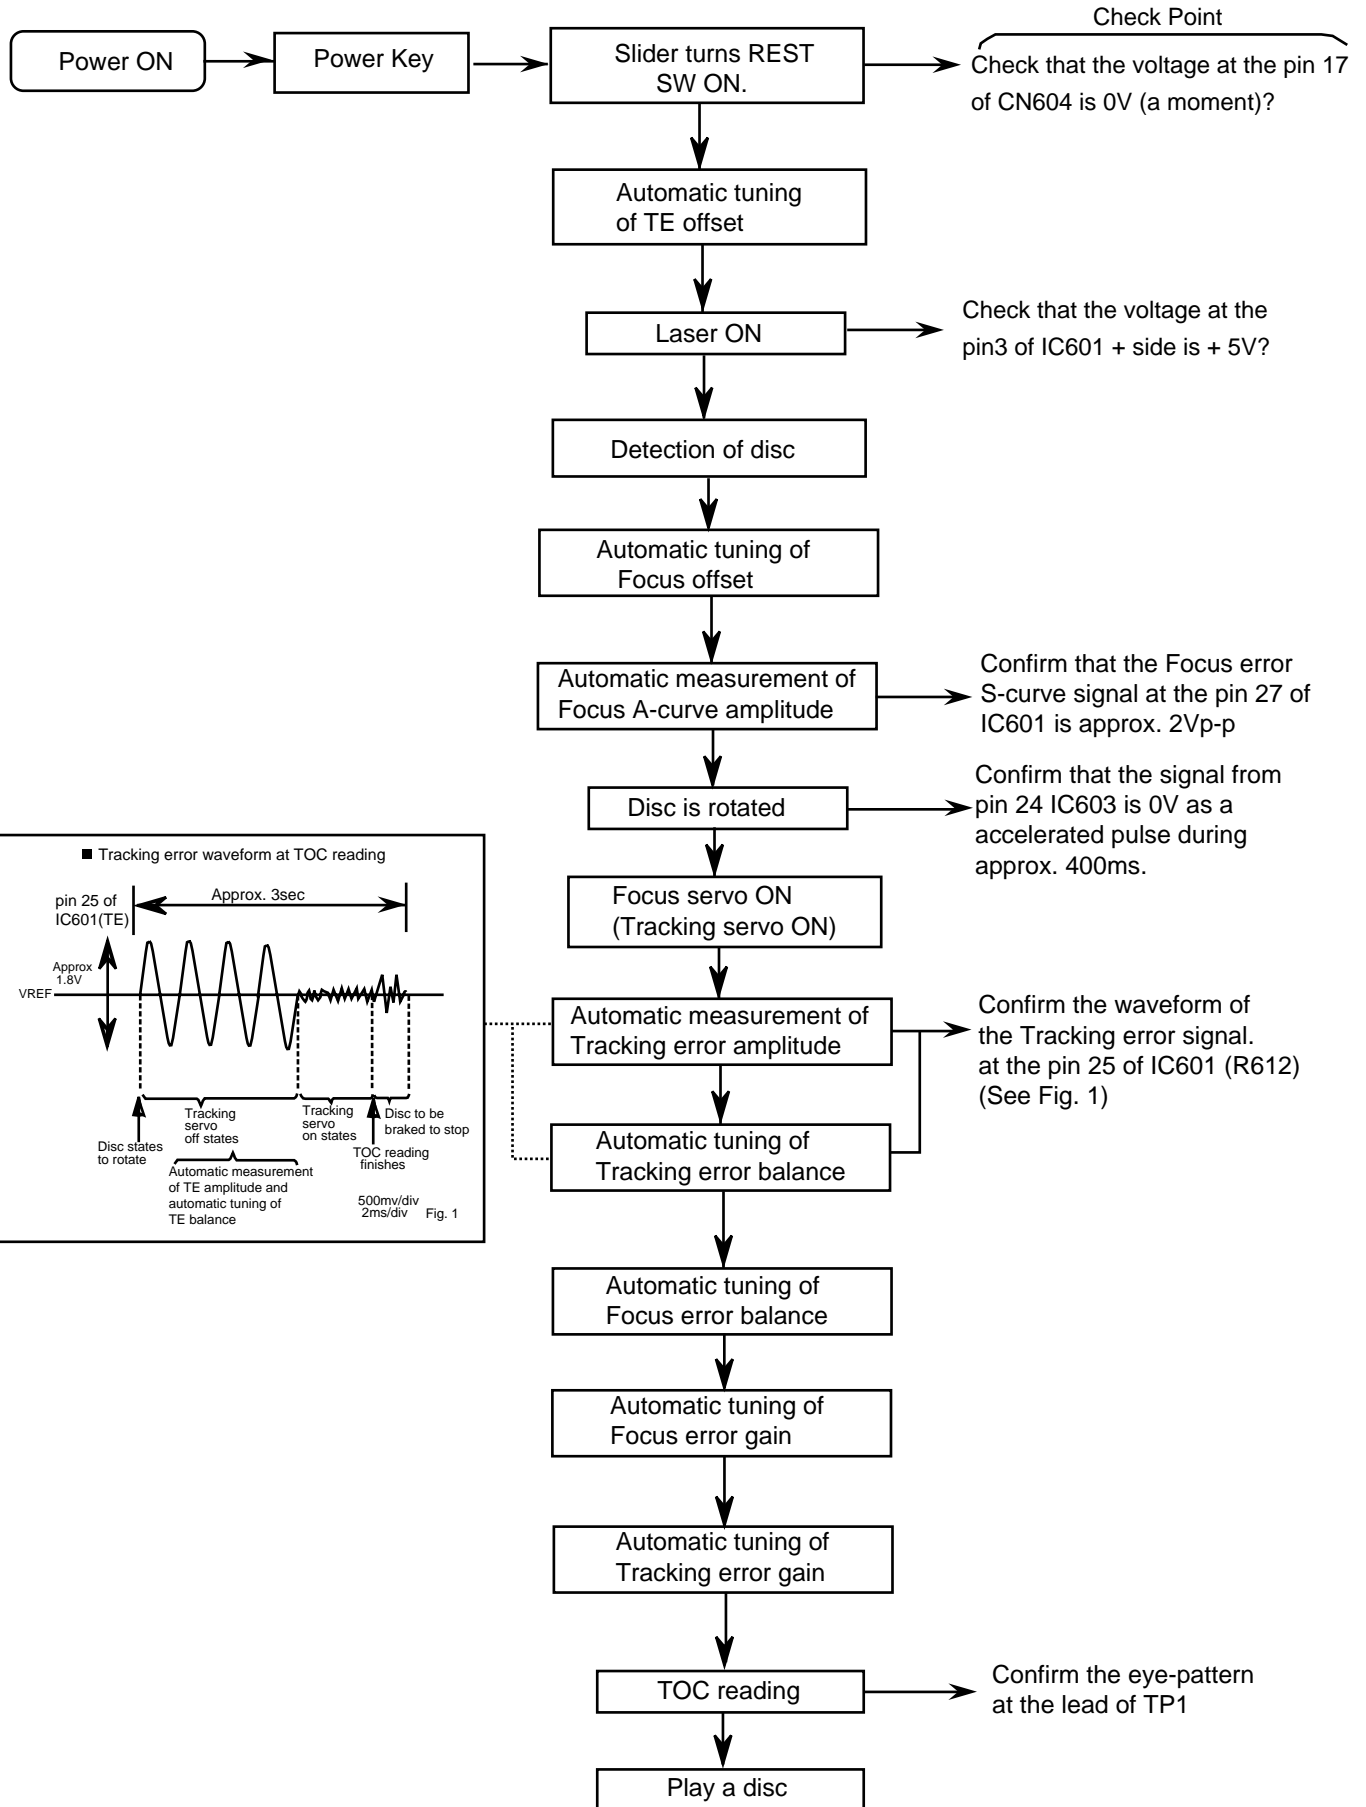 Check Point
Power ON
Power Key
Slider turns REST
SW ON.
Check that the voltage at the pin 17
of CN604 is 0V (a moment)?
Automatic tuning
of TE offset
Laser ON
Check that the voltage at the
pin3 of IC601 + side is + 5V?
Detection of disc
Automatic tuning of
Focus offset
Automatic measurement of
Focus A-curve amplitude
Confirm that the Focus error
S-curve signal at the pin 27 of
IC601 is approx. 2Vp-p
Disc is rotated
Confirm that the signal from
pin 24 IC603 is 0V as a
accelerated pulse during
approx. 400ms.
Focus servo ON
(Tracking servo ON)
■ Tracking error waveform at TOC reading
pin 25 of
IC601(TE)
Approx. 3sec
Approx
1.8V
VREF
Disc states
to rotate
Tracking
servo
off states
Tracking
servo
on states
Disc to be
braked to stop
TOC reading
finishes
Automatic measurement
of TE amplitude and
automatic tuning of
TE balance
500mv/div
2ms/div
Fig. 1
Automatic measurement of
Tracking error amplitude
Confirm the waveform of
the Tracking error signal.
at the pin 25 of IC601 (R612)
(See Fig. 1)
Automatic tuning of
Tracking error balance
Automatic tuning of
Focus error balance
Automatic tuning of
Focus error gain
Automatic tuning of
Tracking error gain
TOC reading
Confirm the eye-pattern
at the lead of TP1
Play a disc